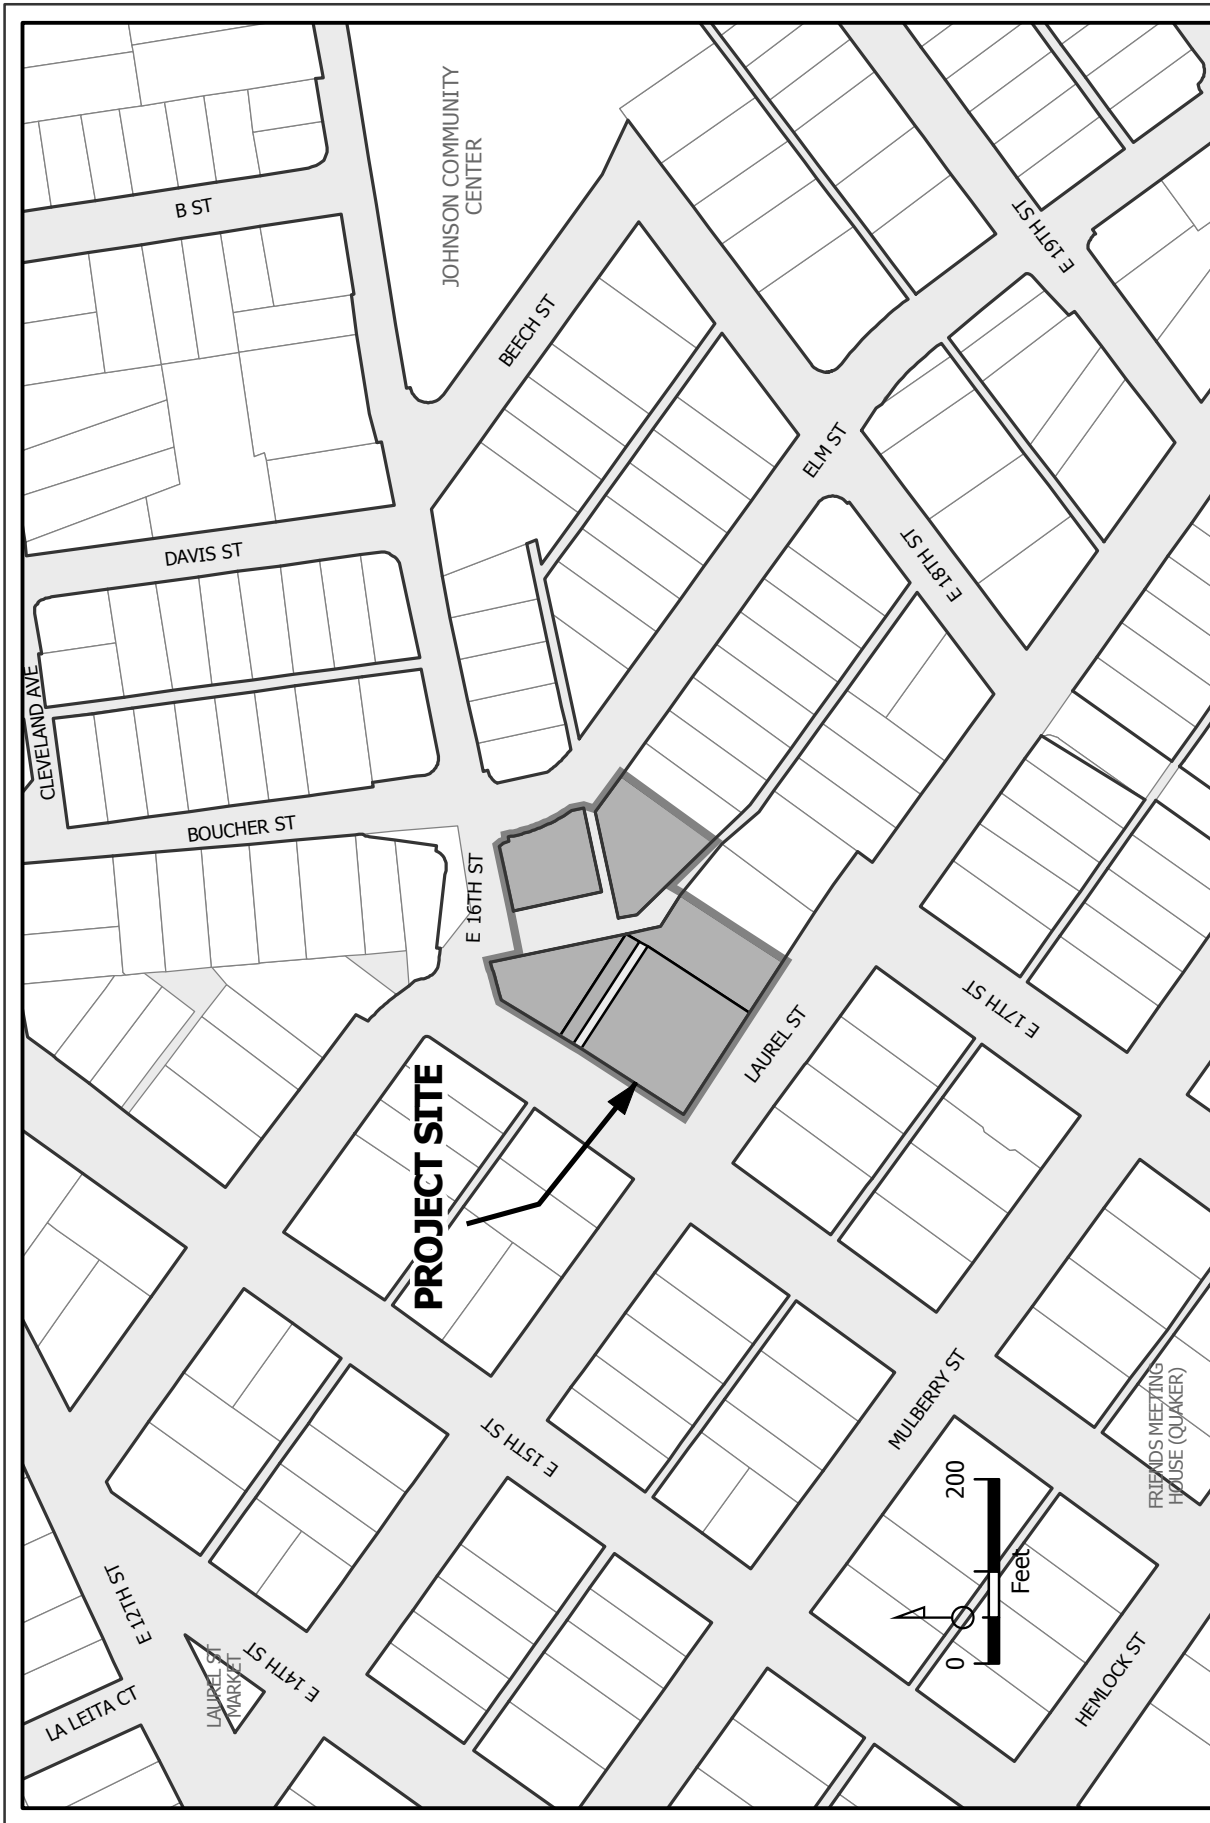 B ST
JOHNSON COMMUNITY
CENTER
E 19TH ST
BEECH ST
ELM ST
DAVIS ST
E 18TH ST
CLEVELAND AVE
BOUCHER ST
E 16TH ST
E 17TH ST
LAUREL ST
PROJECT SITE
MULBERRY ST
FRIENDS MEETING
HOUSE (QUAKER)
E 15TH ST
200
Feet
0
E 12TH ST
LAUREL ST
MARKET
E 14TH ST
LA LEITA CT
HEMLOCK ST